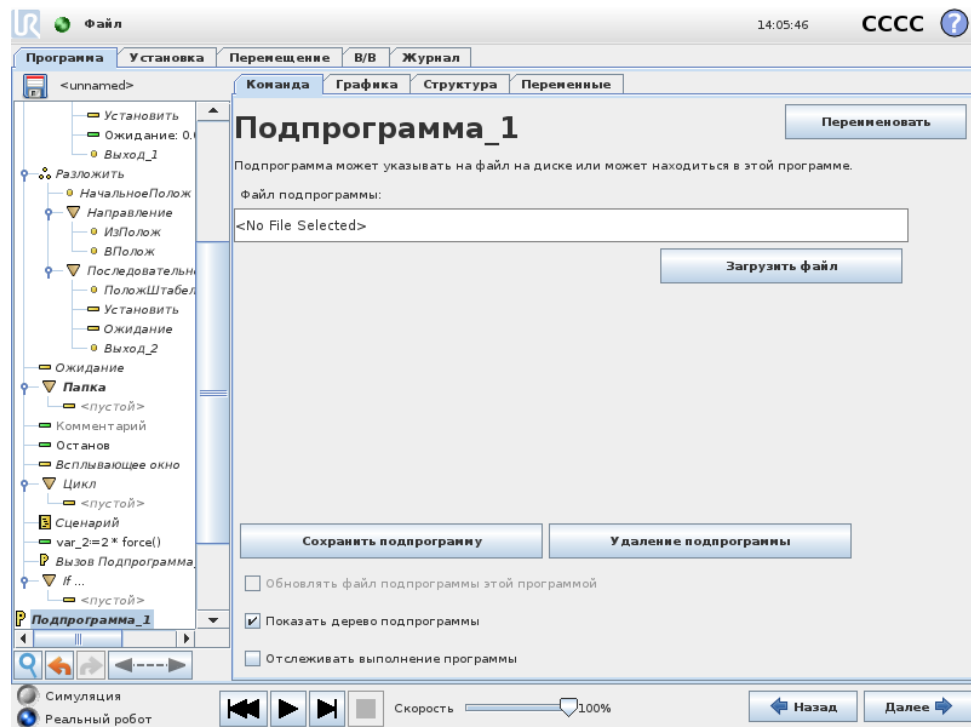 UR Файл 14:05:46 CCCC ?
Программа Установка Перемещение В/В Журнал
<unnamed>
Команда Графика Структура Переменные
Установить
Ожидание: 0.
Выход_1
Разложить
НачальноеПолож
Направление
ИзПолож
ВПолож
Последовательн
ПоложШтабел
Установить
Ожидание
Выход_2
Ожидание
Папка
<пустой>
Комментарий
Останов
Всплывающее окно
Цикл
<пустой>
Сценарий
var_2:=2 * force()
Вызов Подпрограмма_
If ...
<пустой>
Подпрограмма_1
Подпрограмма_1
Переименовать
Подпрограмма может указывать на файл на диске или может находиться в этой программе.
Файл подпрограммы:
<No File Selected>
Загрузить файл
Сохранить подпрограмму Удаление подпрограммы
Обновлять файл подпрограммы этой программой
Показать дерево подпрограммы
Отслеживать выполнение программы
Симуляция
Реальный робот
Скорость 100%
Назад Далее